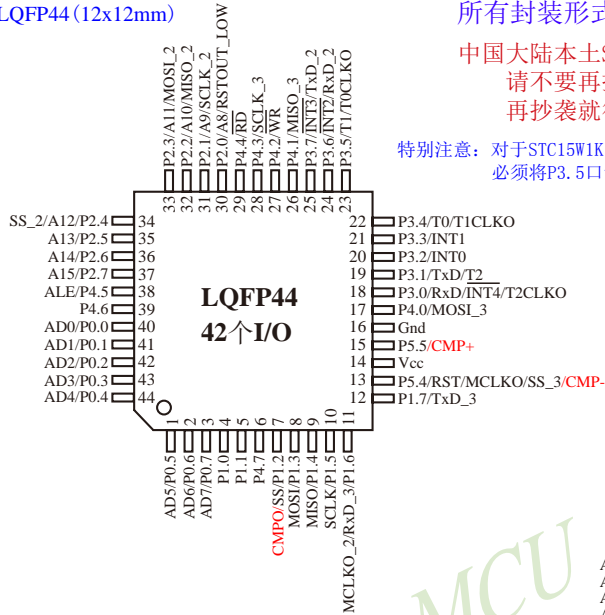 LQFP44 (12x12mm)
所有封装形
中国大陆本土
请不要再
再抄袭就
特别注意: 对于STC15W1K
必须将P3.5口
P2.3/A11/MOSI_2
P2.2/A10/MISO_2
P2.1/A9/SCLK_2
P2.0/A8/RSTOUT_LOW
P4.4/RD
P4.3/SCLK_3
P4.2/WR
P4.1/MISO_3
P3.7/INT3/TxD_2
P3.6/INT2/RxD_2
P3.5/T1/T0CLKO
33 32 31 30 29 28 27 26 25 24 23
SS_2/A12/P2.4 34
A13/P2.5 35
A14/P2.6 36
A15/P2.7 37
ALE/P4.5 38
P4.6 39
AD0/P0.0 40
AD1/P0.1 41
AD2/P0.2 42
AD3/P0.3 43
AD4/P0.4 44
LQFP44
42个I/O
22 P3.4/T0/T1CLKO
21 P3.3/INT1
20 P3.2/INT0
19 P3.1/TxD/T2
18 P3.0/RxD/INT4/T2CLKO
17 P4.0/MOSI_3
16 Gnd
15 P5.5/CMP+
14 Vcc
13 P5.4/RST/MCLKO/SS_3/CMP-
12 P1.7/TxD_3
1 2 3 4 5 6 7 8 9 10 11
AD5/P0.5
AD6/P0.6
AD7/P0.7
P1.0
P1.1
P4.7
CMPO/SS/P1.2
MOSI/P1.3
MISO/P1.4
SCLK/P1.5
MCLKO_2/RxD_3/P1.6
MCU